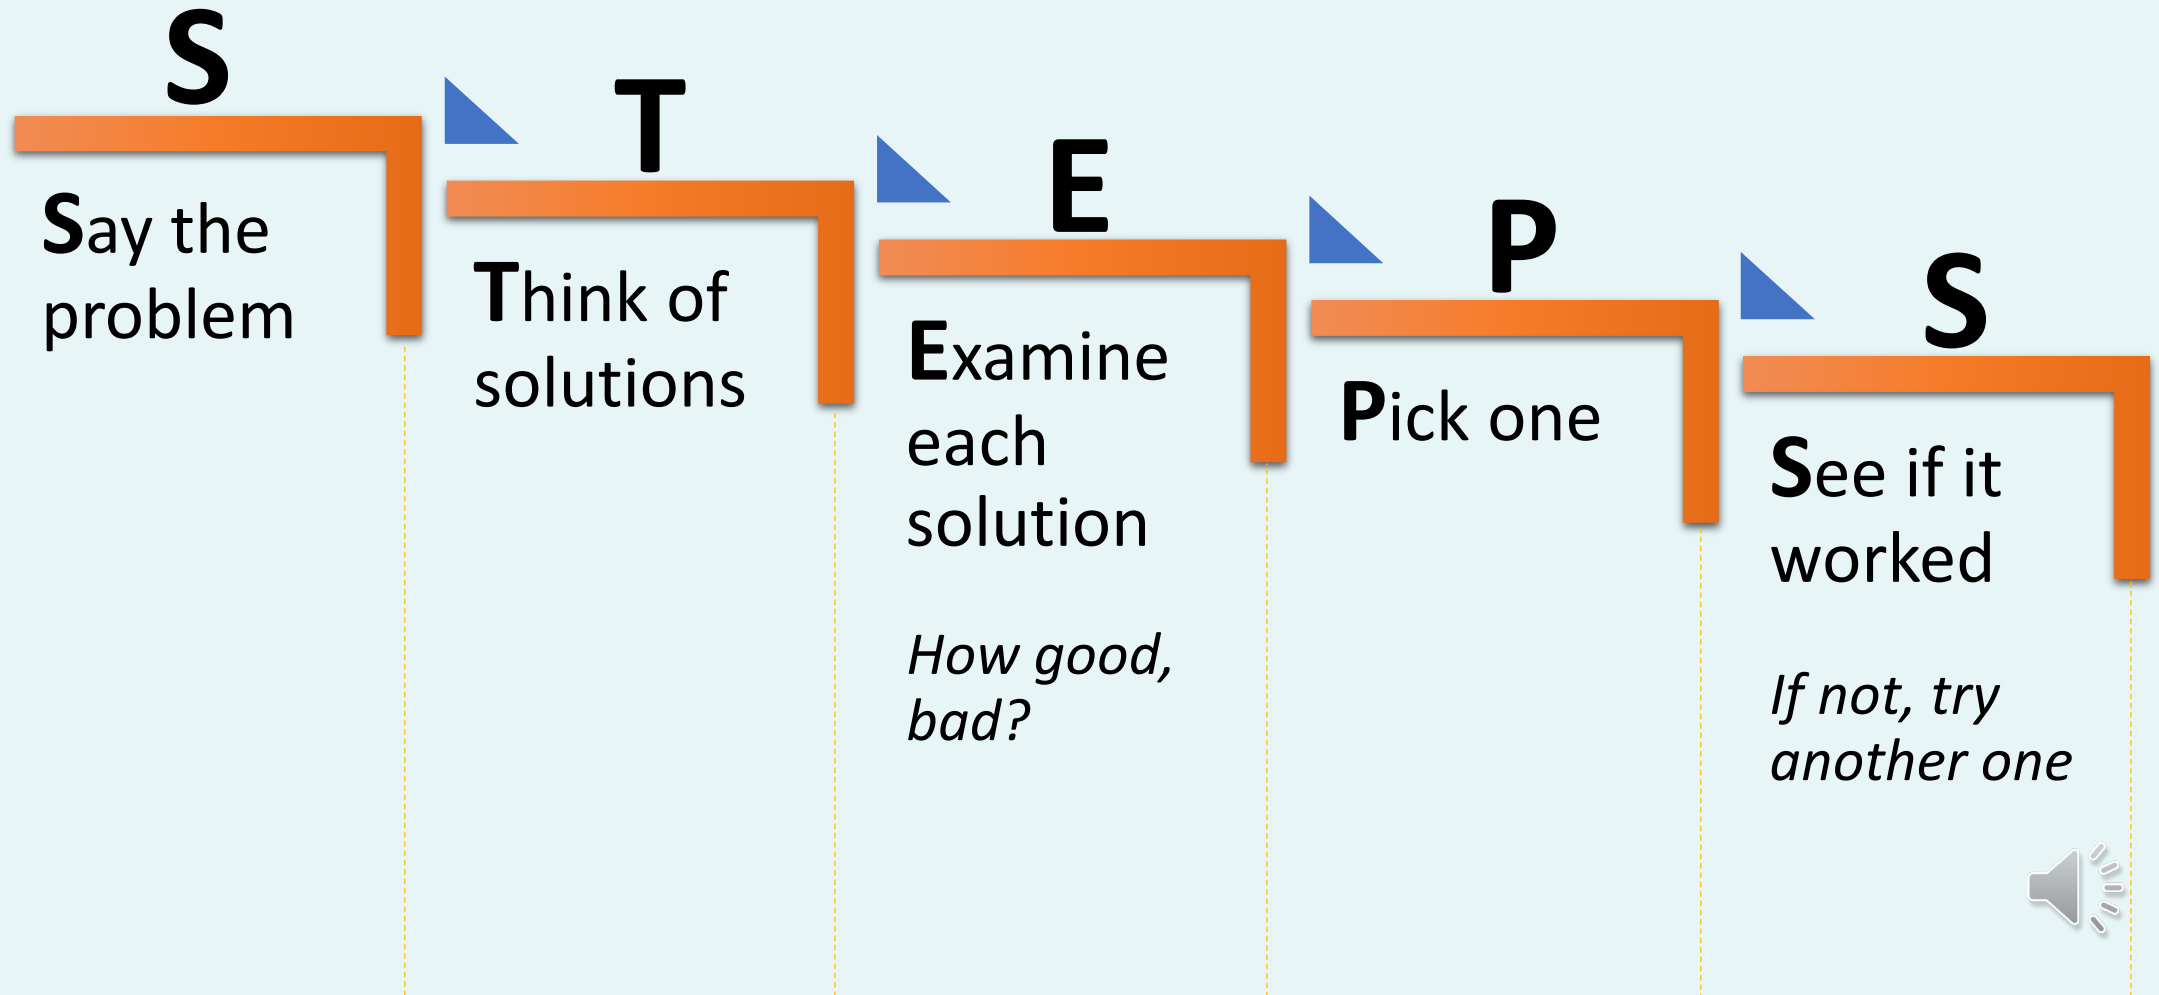 S
Say the
problem
T
Think of
solutions
E
Examine
each
solution
How good,
bad?
P
Pick one
S
See if it
worked
If not, try
another one